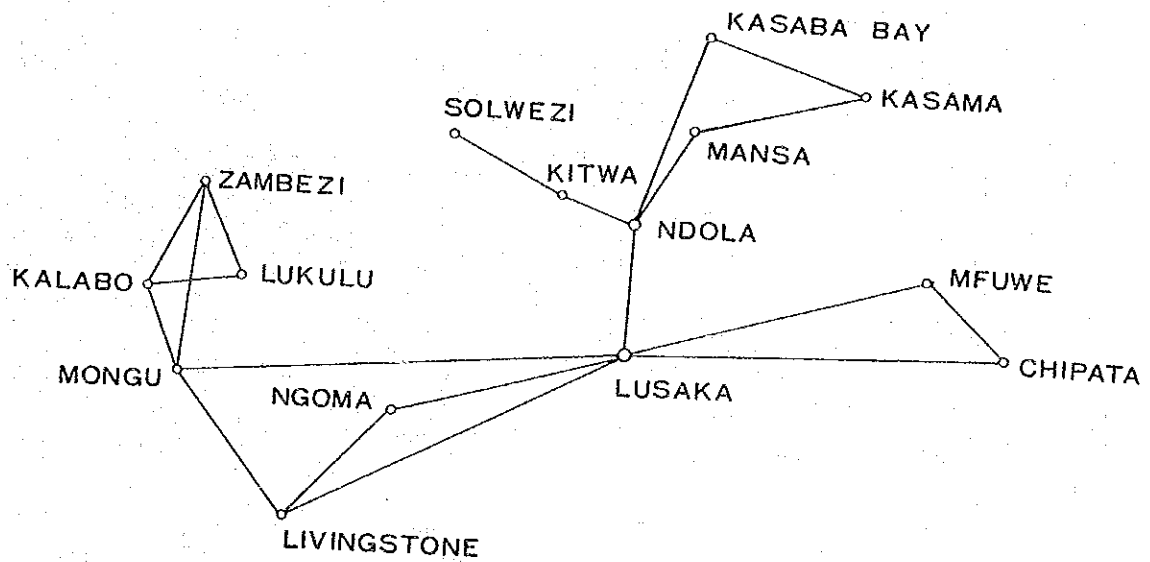 KASABA BAY
KASAMA
SOLWEZI
MANSA
KITWA
ZAMBEZI
NDOLA
KALABO
LUKULU
MFUWE
MONGU
CHIPATA
NGOMA
LUSAKA
LIVINGSTONE